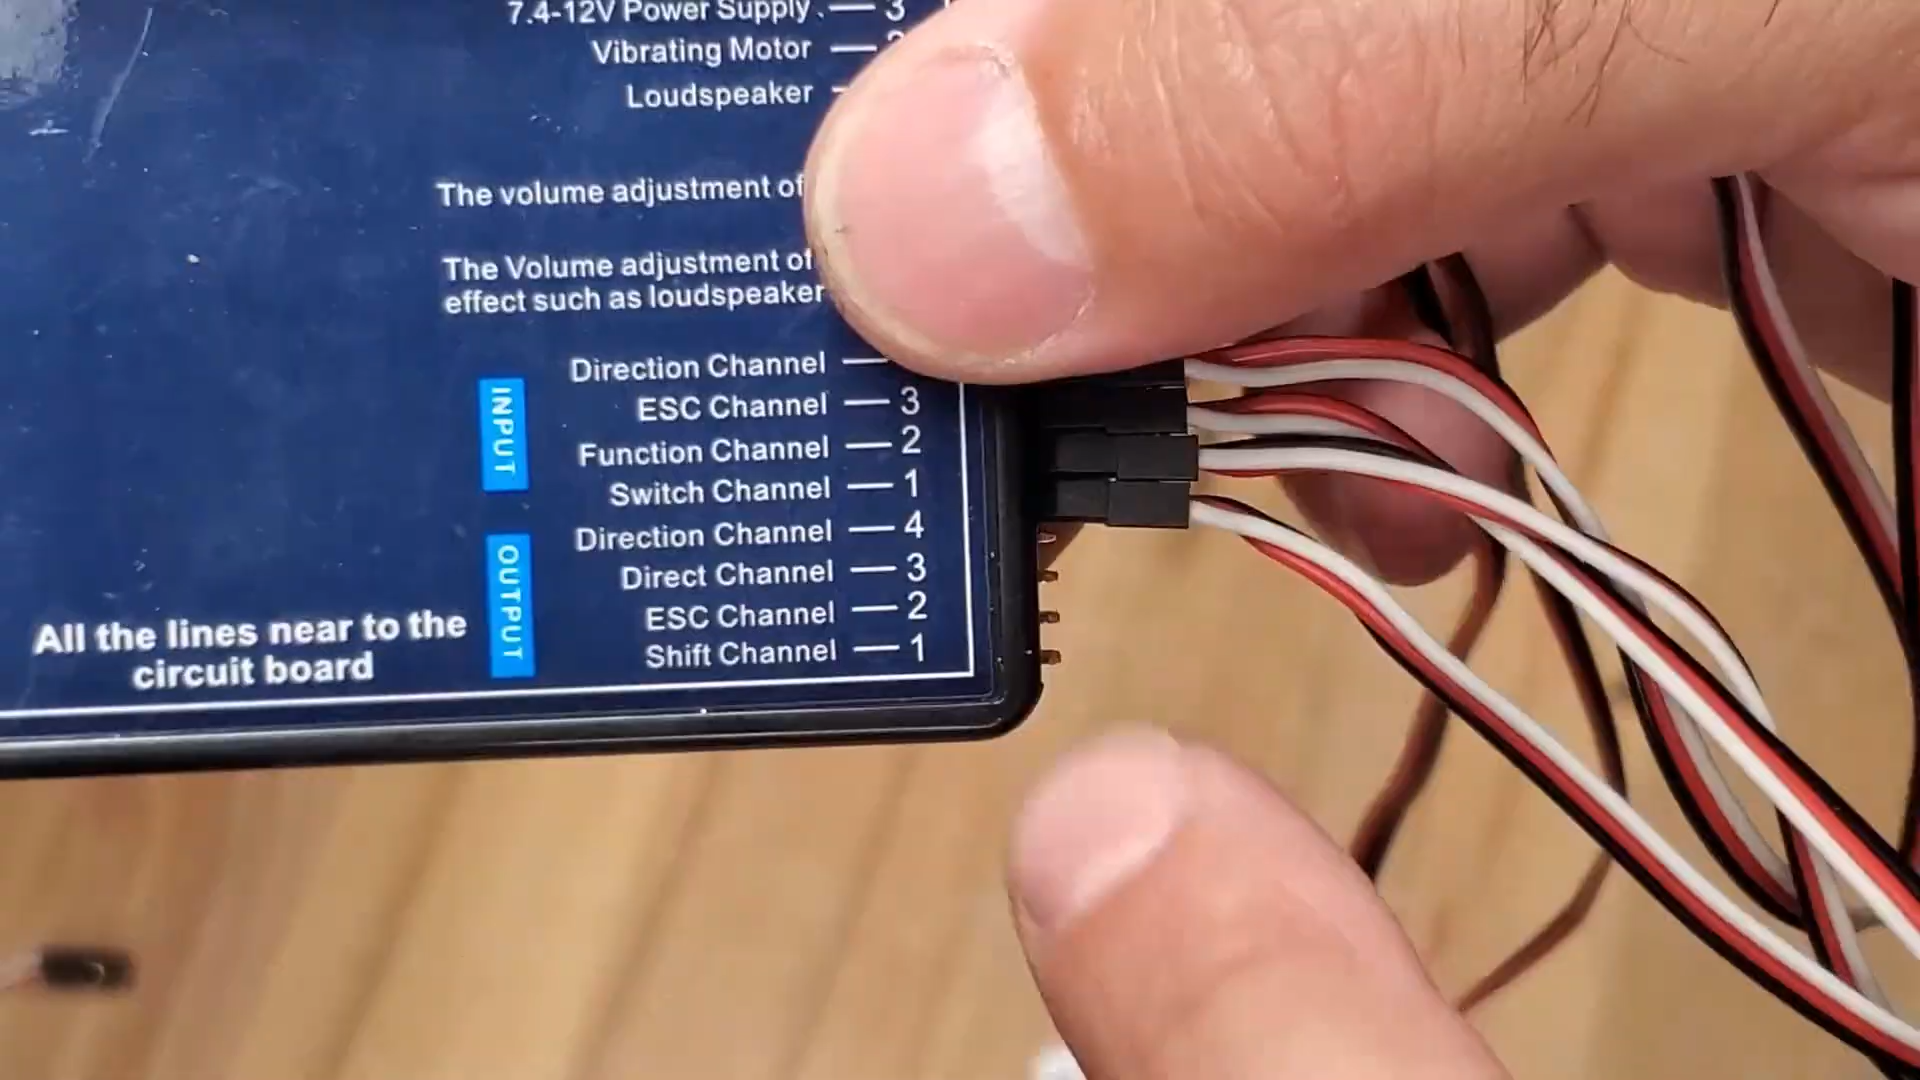 7.4-12V Power Supply — 3
Vibrating Motor —
Loudspeaker
The volume adjustment of
The Volume adjustment of
effect such as loudspeaker
Direction Channel —
INPUT
ESC Channel — 3
Function Channel — 2
Switch Channel — 1
Direction Channel — 4
OUTPUT
Direct Channel — 3
ESC Channel — 2
Shift Channel — 1
All the lines near to the
circuit board